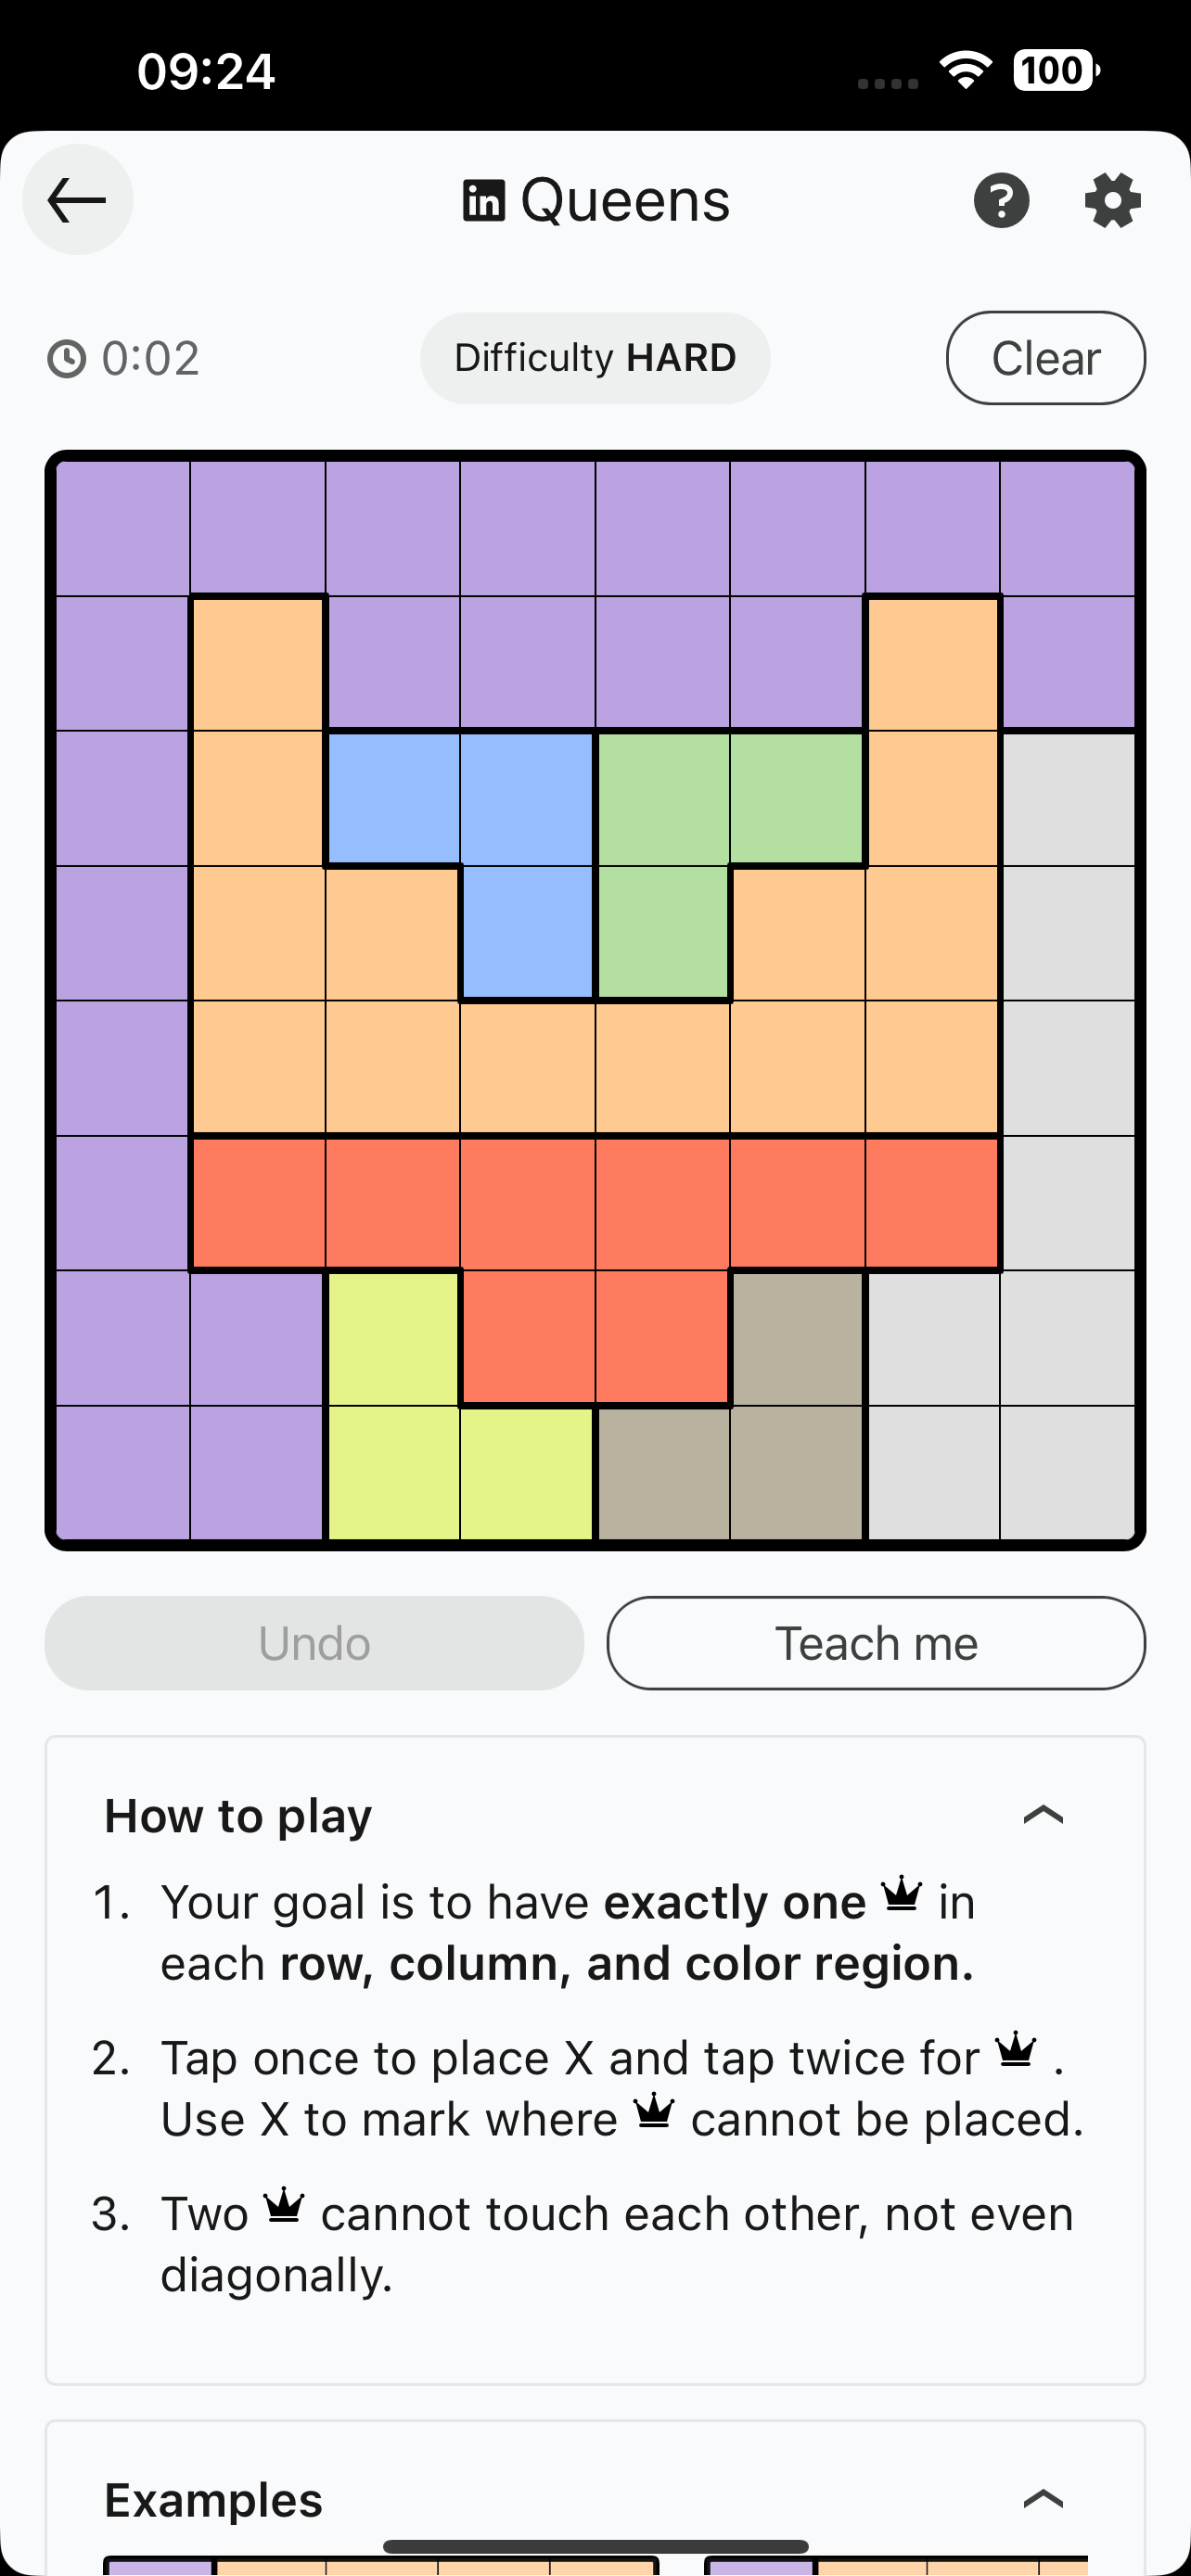 09:24
100
in Queens
0:02
Difficulty HARD
Clear
Undo
Teach me
How to play
1. Your goal is to have exactly one in
each row, column, and color region.
2. Tap once to place X and tap twice for .
Use X to mark where cannot be placed.
3. Two cannot touch each other, not even
diagonally.
Examples